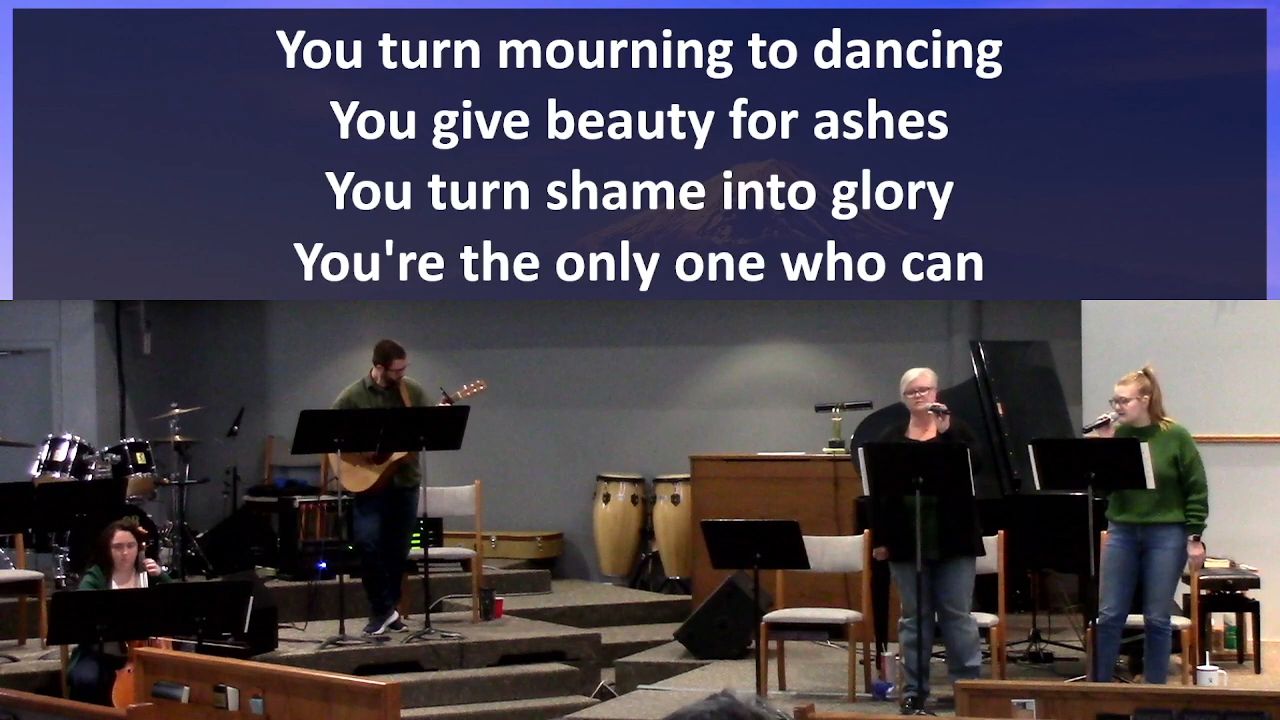 You turn mourning to dancing
You give beauty for ashes
You turn shame into glory
You're the only one who can